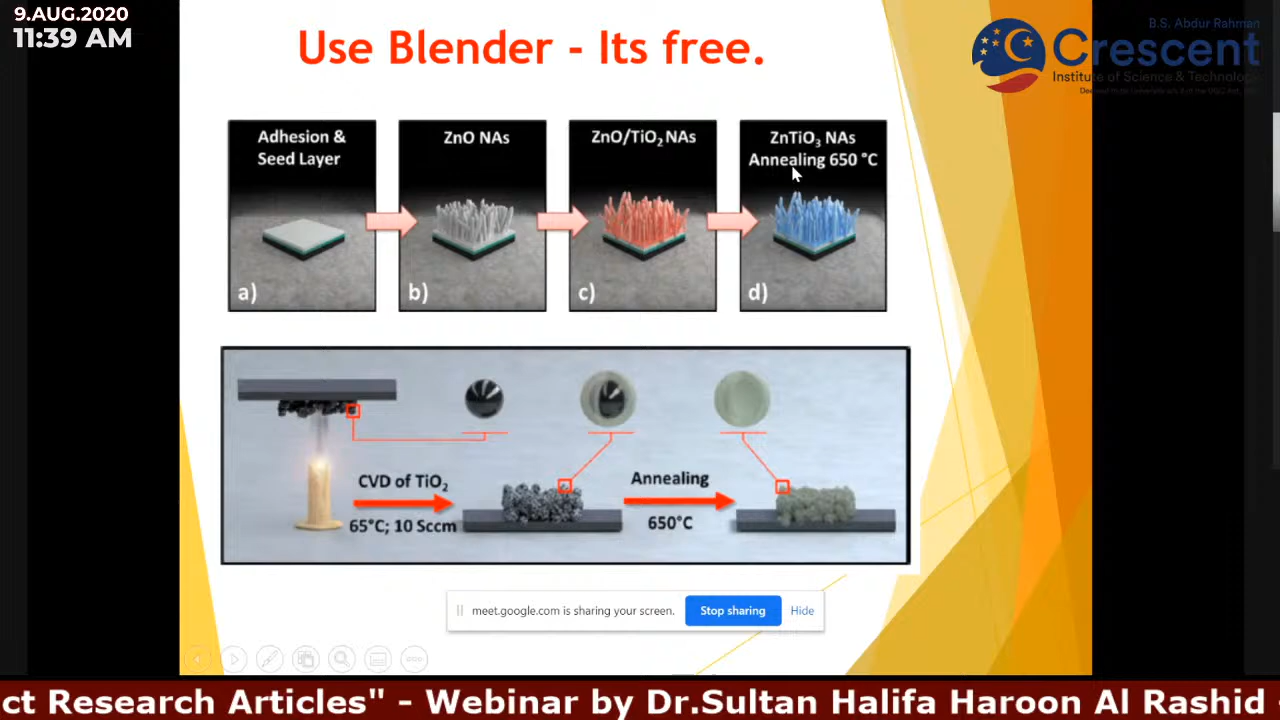 9.AUG.2020
11:39 AM
Use Blender - Its free.
B.S. Abdur Rahman
Crescent
Institute of Science & Technology
Adhesion &
Seed Layer
a)
ZnO NAs
b)
ZnO/TiO₂ NAs
c)
ZnTiO₃ NAs
Annealing 650 °C
d)
CVD of TiO₂
65°C; 10 Sccm
Annealing
650°C
meet.google.com is sharing your screen.
Stop sharing
Hide
ct Research Articles" - Webinar by Dr.Sultan Halifa Haroon Al Rashid